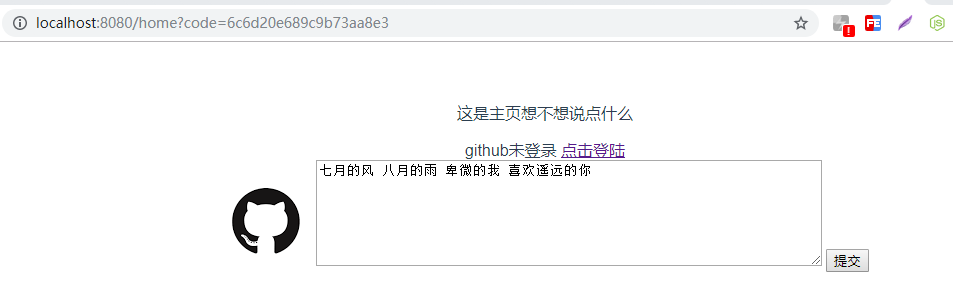 localhost:8080/home?code=6c6d20e689c9b73aa8e3
这是主页想不想说点什么
github未登录 点击登陆
七月的风 八月的雨 卑微的我 喜欢遥远的你
提交